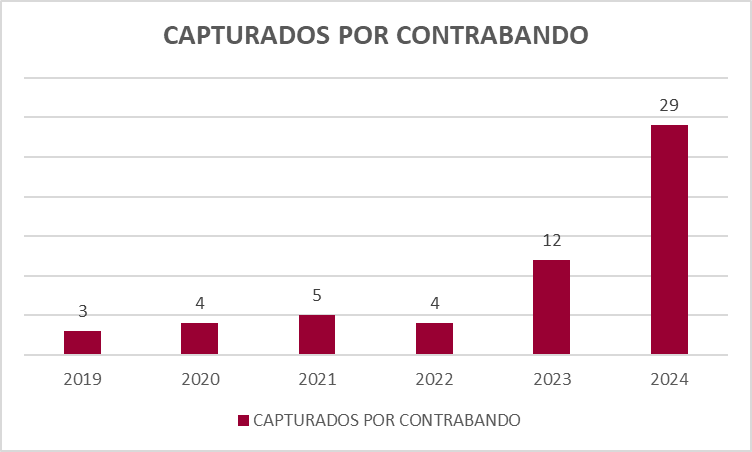 CAPTURADOS POR CONTRABANDO
29
12
5
4
4
3
2019 2020 2021 2022 2023 2024
CAPTURADOS POR CONTRABANDO